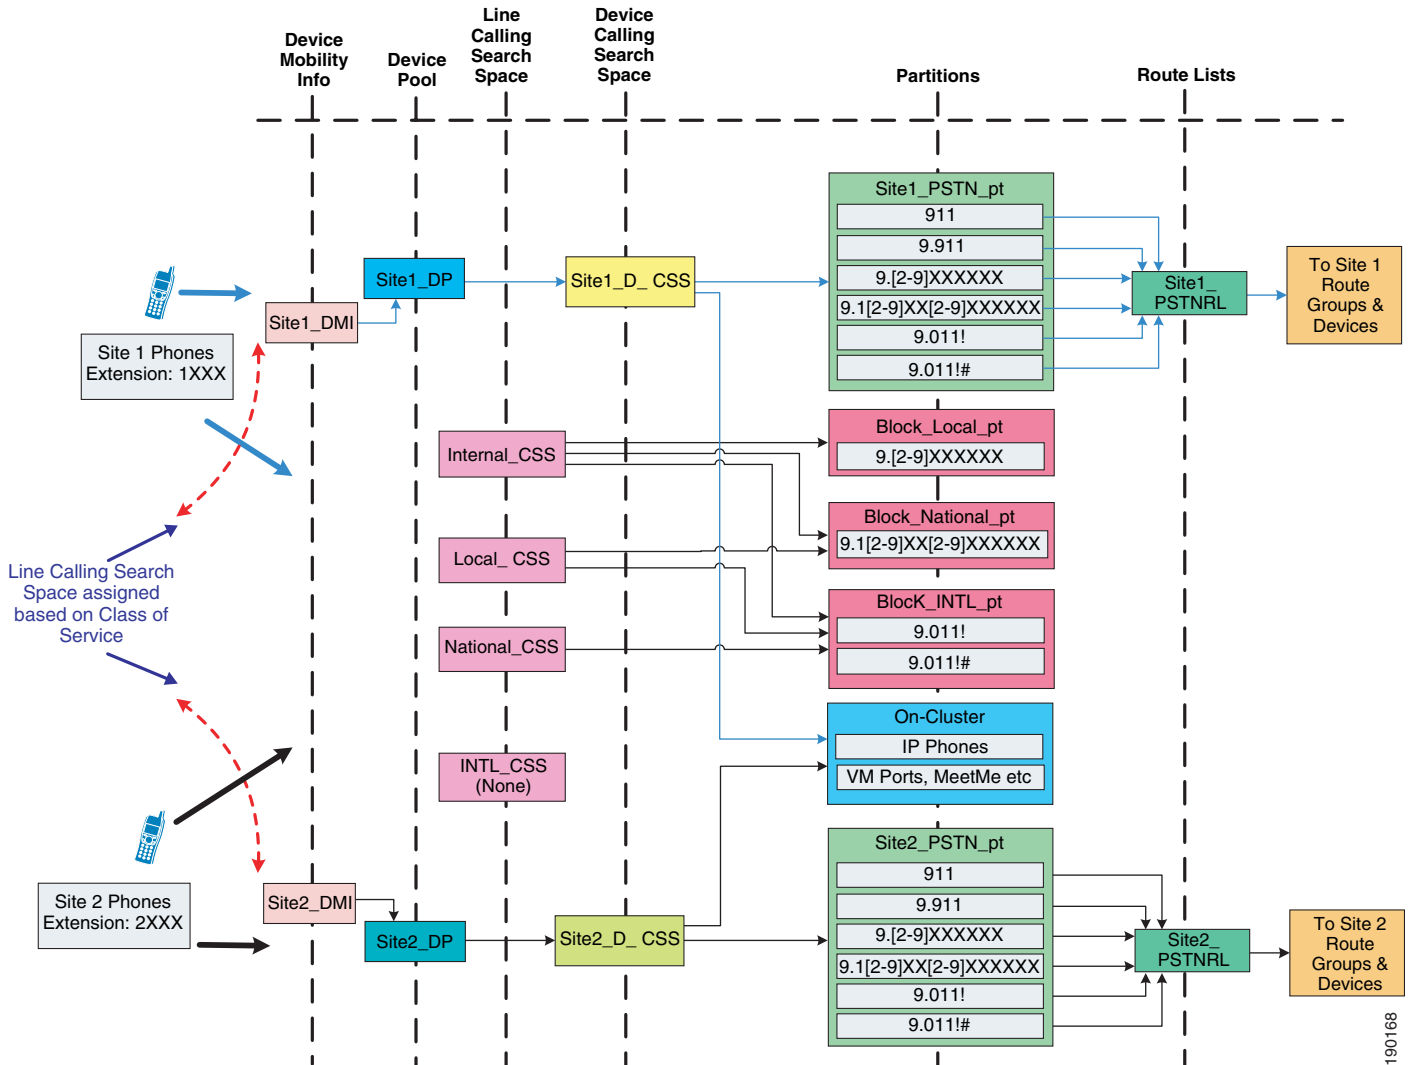 Device
Mobility
Info
Device
Pool
Line
Calling
Search
Space
Device
Calling
Search
Space
Partitions
Route Lists
Site 1 Phones
Extension: 1XXX
Site1_DMI
Site1_DP
Site1_D_ CSS
Site1_PSTN_pt
911
9.911
9.[2-9]XXXXXX
9.1[2-9]XX[2-9]XXXXXX
9.011!
9.011!#
Site1_
PSTNRL
To Site 1
Route
Groups &
Devices
Internal_CSS
Block_Local_pt
9.[2-9]XXXXXX
Block_National_pt
9.1[2-9]XX[2-9]XXXXXX
Local_ CSS
Line Calling Search
Space assigned
based on Class of
Service
BlocK_INTL_pt
9.011!
9.011!#
National_CSS
INTL_CSS
(None)
On-Cluster
IP Phones
VM Ports, MeetMe etc
Site 2 Phones
Extension: 2XXX
Site2_DMI
Site2_DP
Site2_D_ CSS
Site2_PSTN_pt
911
9.911
9.[2-9]XXXXXX
9.1[2-9]XX[2-9]XXXXXX
9.011!
9.011!#
Site2_
PSTNRL
To Site 2
Route
Groups &
Devices
190168